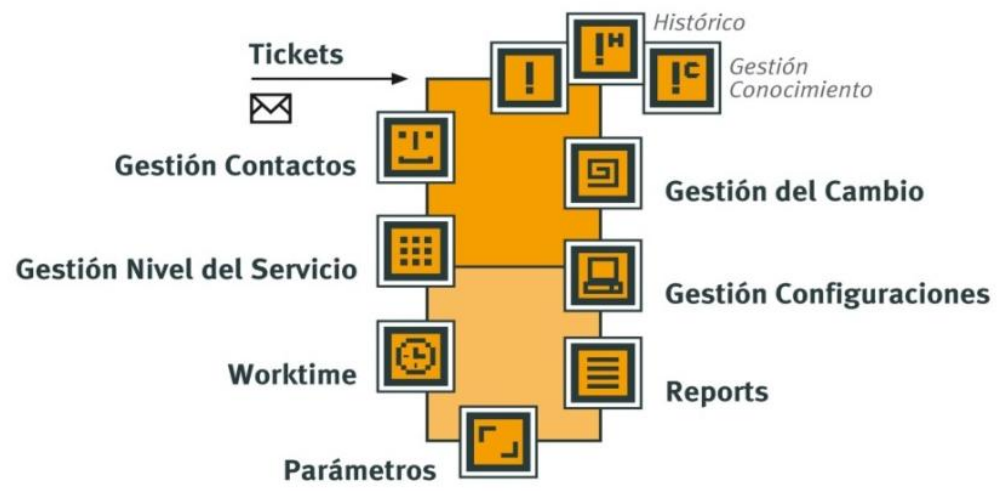 Tickets
Histórico
Gestión
Conocimiento
Gestión Contactos
Gestión del Cambio
Gestión Nivel del Servicio
Gestión Configuraciones
Worktime
Reports
Parámetros
! !H !C